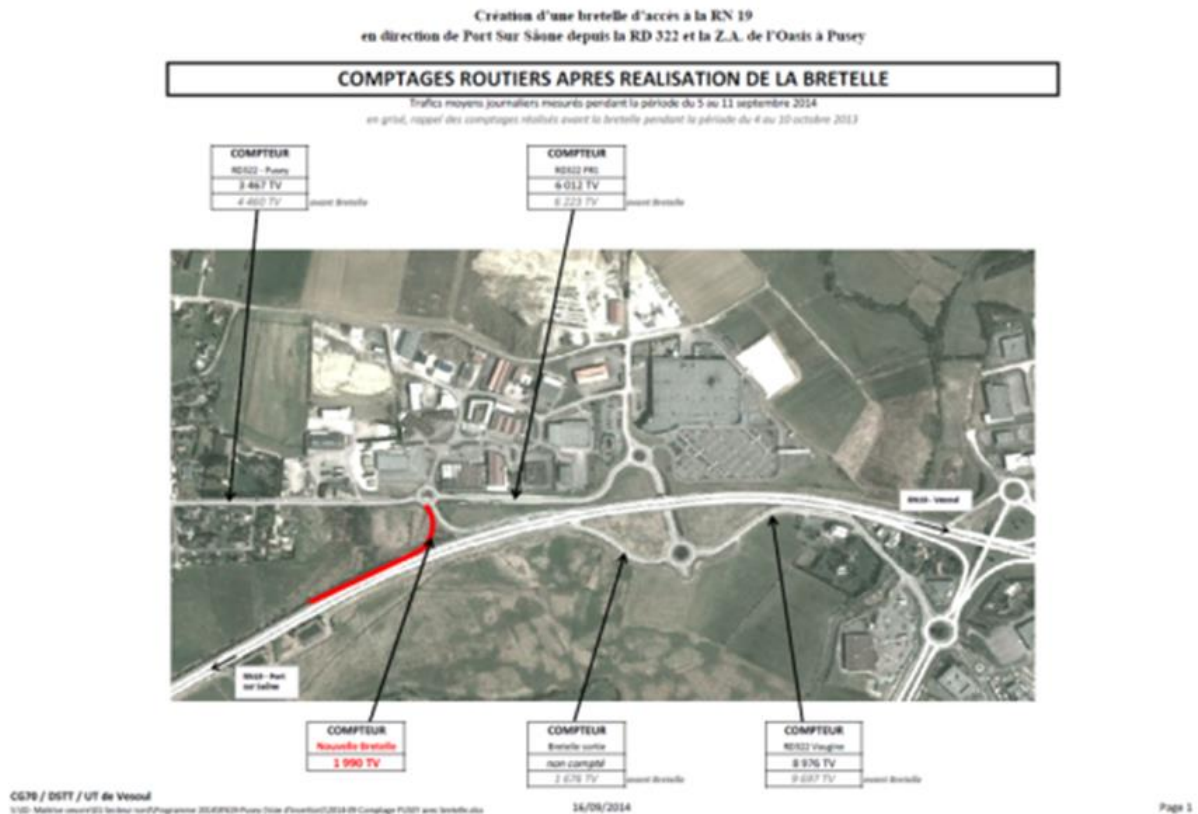 Création d'une bretelle d'accès à la RN 19
en direction de Port Sur Sâone depuis la RD 322 et la Z.A. de l'Oasis à Pusey
COMPTAGES ROUTIERS APRES REALISATION DE LA BRETELLE
Trafics moyens journaliers mesurés pendant la période du 5 au 11 septembre 2014
en grisé, rappel des comptages réalisés avant la bretelle pendant la période du 4 au 10 octobre 2013
COMPTEUR
RD322 - Pusey
3 467 TV
4 460 TV avant Bretelle
COMPTEUR
RD322 PR1
6 012 TV
6 223 TV avant Bretelle
RN19 - Vesoul
RN19 - Port
sur Saône
COMPTEUR
Nouvelle Bretelle
1 990 TV
COMPTEUR
Bretelle sortie
non compté
1 676 TV avant Bretelle
COMPTEUR
RD322 Vaugine
8 976 TV
9 697 TV avant Bretelle
CG70 / DSTT / UT de Vesoul
16/09/2014
Page 1